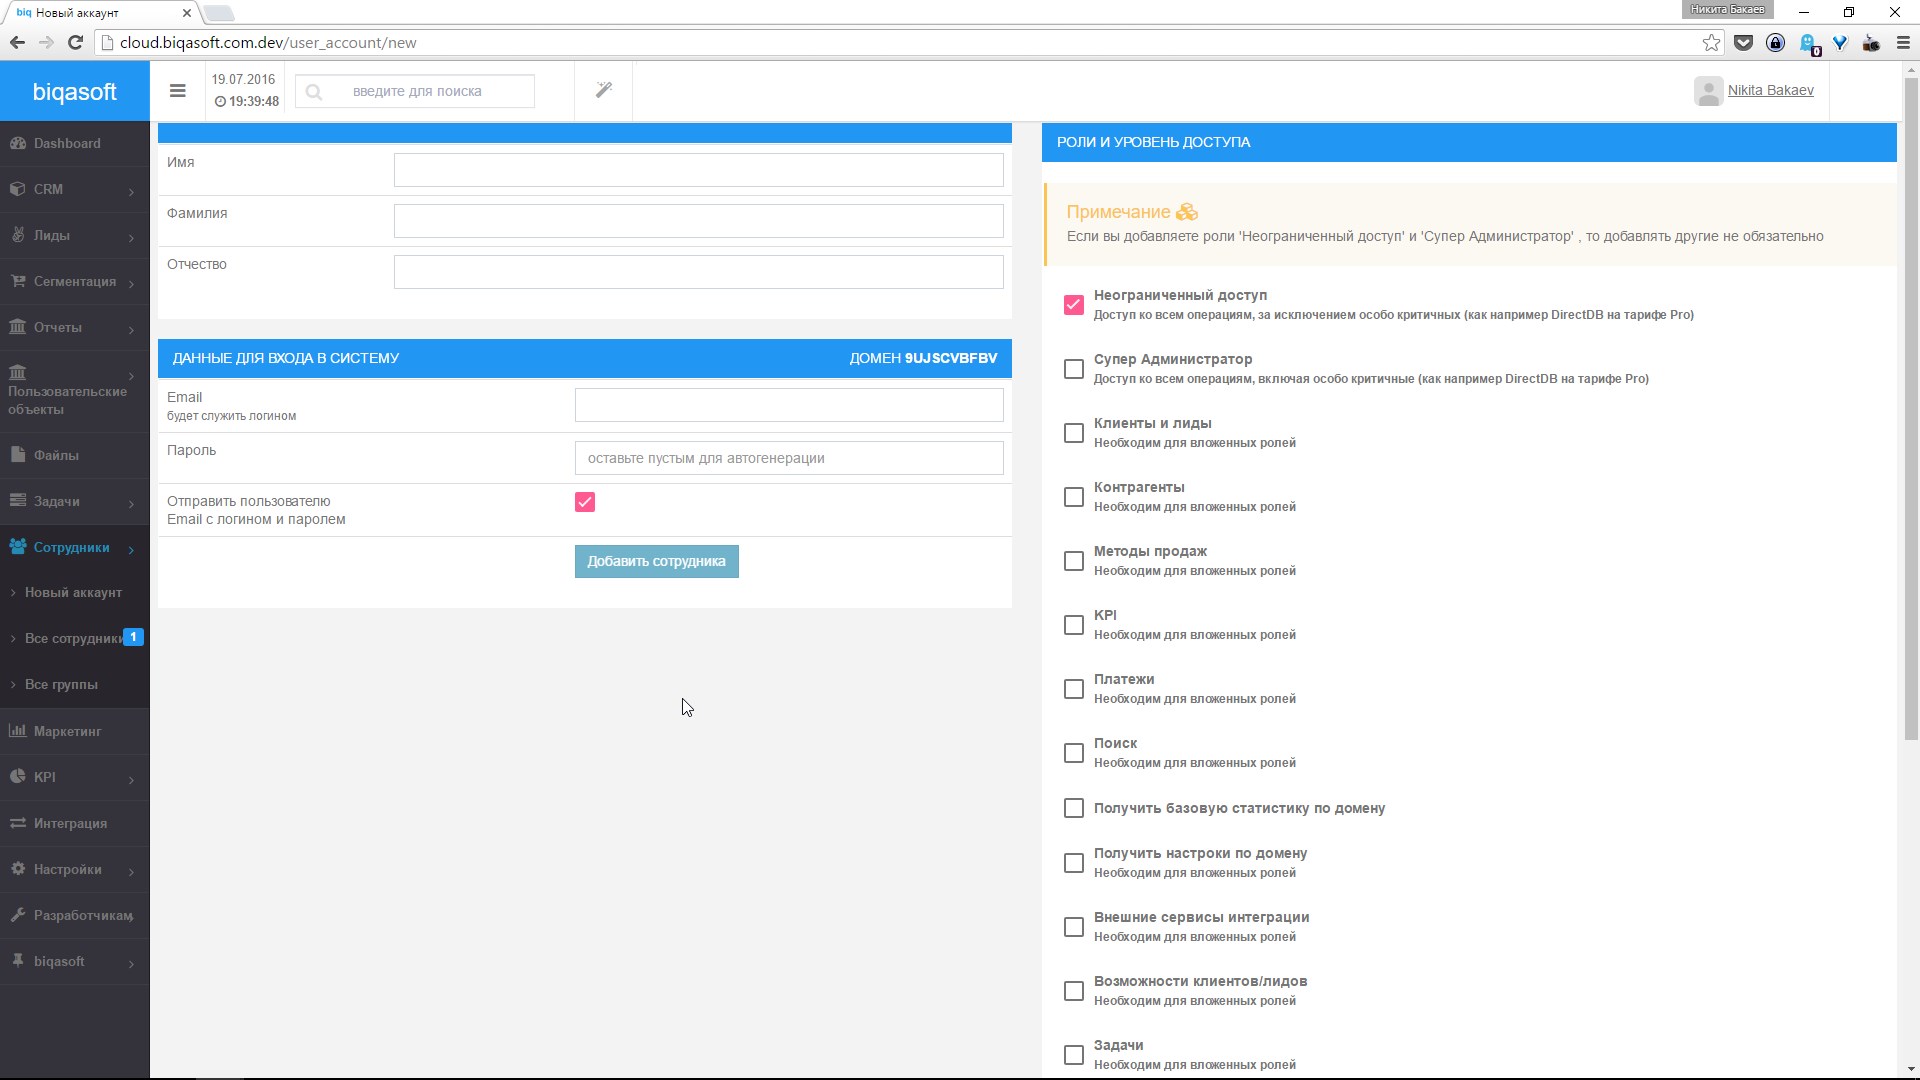 biq Новый аккаунт
Никита Бакаев
cloud.biqasoft.com.dev/user_account/new
biqasoft
19.07.2016
19:39:48
введите для поиска
Nikita Bakaev
Dashboard
CRM
Лиды
Сегментация
Отчеты
Пользовательские
объекты
Файлы
Задачи
Сотрудники
Новый аккаунт
Все сотрудники 1
Все группы
Маркетинг
KPI
Интеграция
Настройки
Разработчикам
biqasoft
Имя
Фамилия
Отчество
ДАННЫЕ ДЛЯ ВХОДА В СИСТЕМУ ДОМЕН 9UJSCVBFBV
Email
будет служить логином
Пароль оставьте пустым для автогенерации
Отправить пользователю
Email с логином и паролем
Добавить сотрудника
РОЛИ И УРОВЕНЬ ДОСТУПА
Примечание
Если вы добавляете роли 'Неограниченный доступ' и 'Супер Администратор' , то добавлять другие не обязательно
Неограниченный доступ
Доступ ко всем операциям, за исключением особо критичных (как например DirectDB на тарифе Pro)
Супер Администратор
Доступ ко всем операциям, включая особо критичные (как например DirectDB на тарифе Pro)
Клиенты и лиды
Необходим для вложенных ролей
Контрагенты
Необходим для вложенных ролей
Методы продаж
Необходим для вложенных ролей
KPI
Необходим для вложенных ролей
Платежи
Необходим для вложенных ролей
Поиск
Необходим для вложенных ролей
Получить базовую статистику по домену
Получить настроки по домену
Необходим для вложенных ролей
Внешние сервисы интеграции
Необходим для вложенных ролей
Возможности клиентов/лидов
Необходим для вложенных ролей
Задачи
Необходим для вложенных ролей